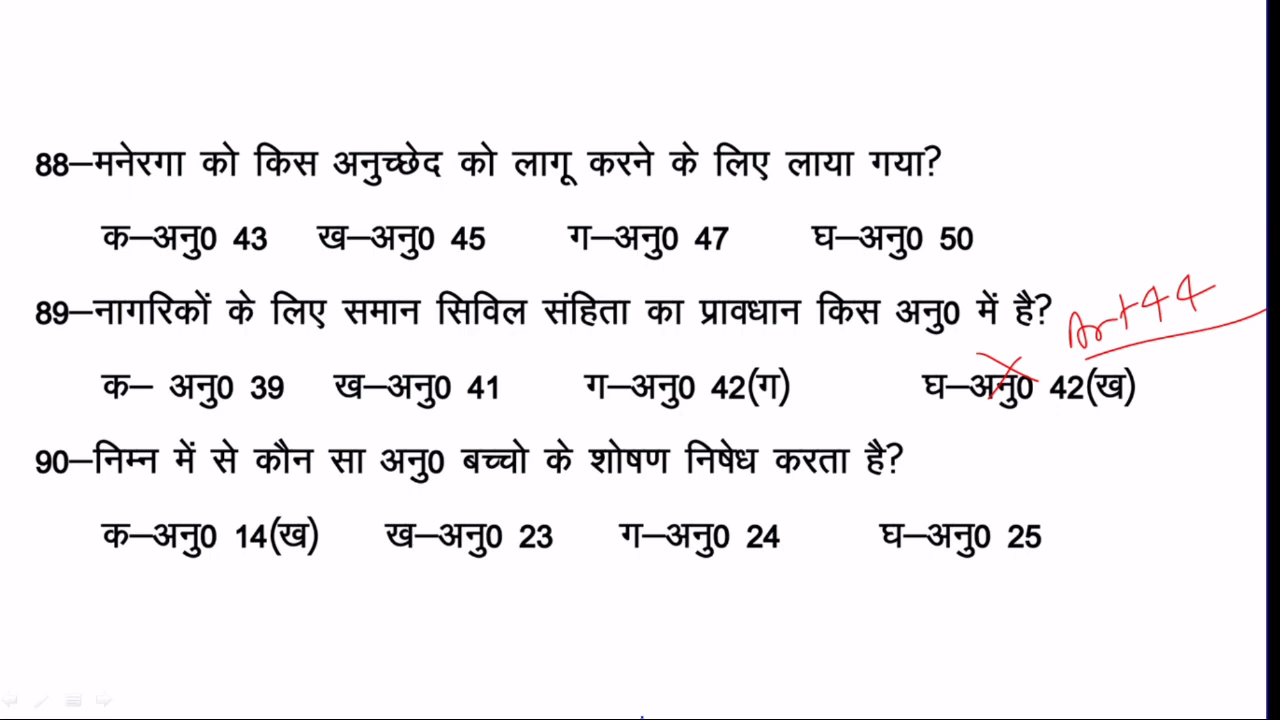 88–मनेरगा को किस अनुच्छेद को लागू करने के लिए लाया गया?
क–अनु0 43 ख–अनु0 45 ग–अनु0 47 घ–अनु0 50
89–नागरिकों के लिए समान सिविल संहिता का प्रावधान किस अनु0 में है? Art 44
क– अनु0 39 ख–अनु0 41 ग–अनु0 42(ग) घ–अनु0 42(ख)
90–निम्न में से कौन सा अनु0 बच्चो के शोषण निषेध करता है?
क–अनु0 14(ख) ख–अनु0 23 ग–अनु0 24 घ–अनु0 25